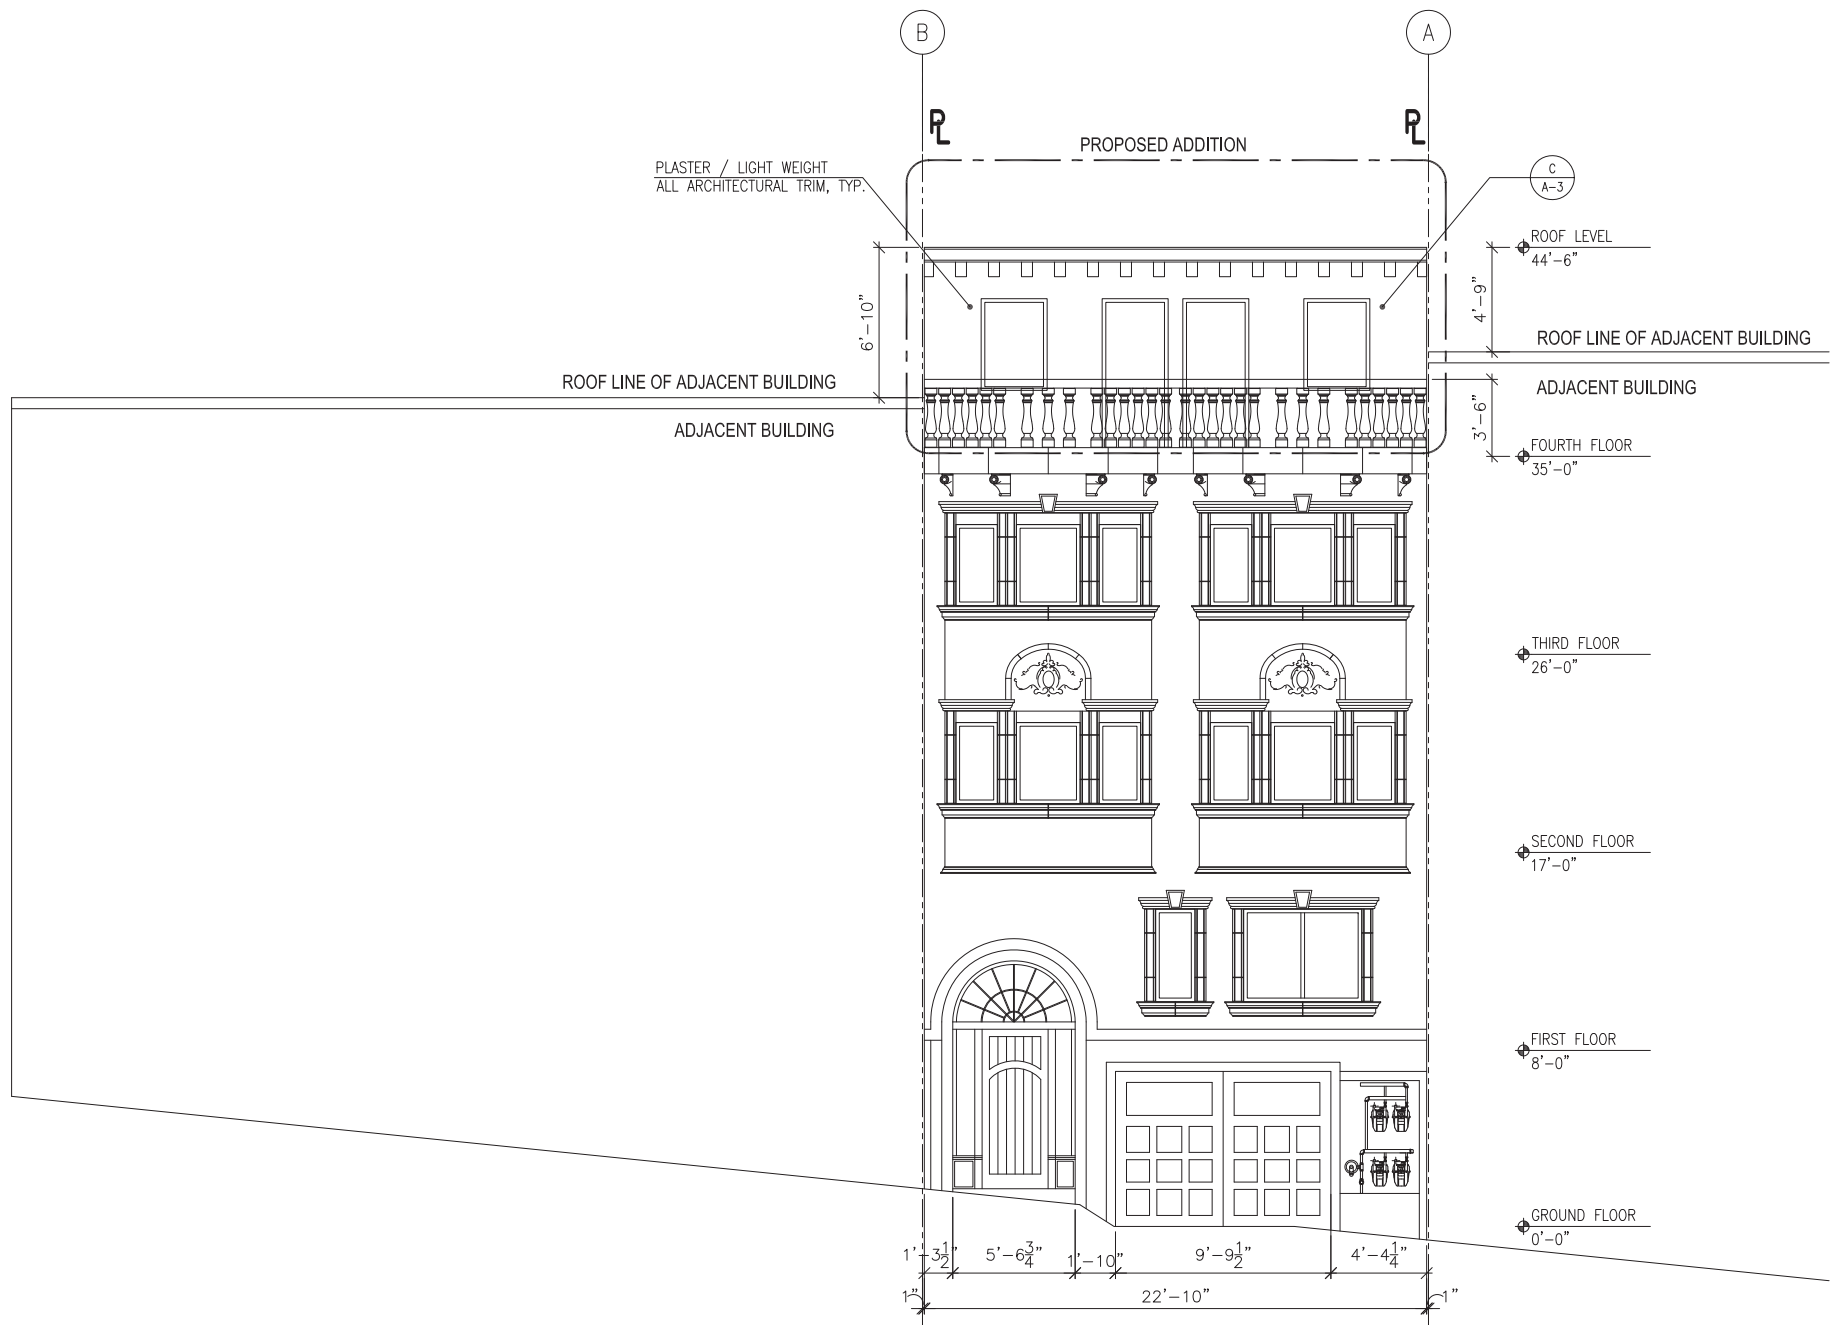 B
A
PL
PL
PROPOSED ADDITION
PLASTER / LIGHT WEIGHT
ALL ARCHITECTURAL TRIM, TYP.
C
A-3
ROOF LEVEL
44'-6"
6'-10"
4'-9"
ROOF LINE OF ADJACENT BUILDING
ADJACENT BUILDING
ROOF LINE OF ADJACENT BUILDING
ADJACENT BUILDING
3'-6"
FOURTH FLOOR
35'-0"
THIRD FLOOR
26'-0"
SECOND FLOOR
17'-0"
FIRST FLOOR
8'-0"
GROUND FLOOR
0'-0"
1'-3 1/2" 5'-6 3/4" 1'-10" 9'-9 1/2" 4'-4 1/4"
1" 22'-10" 1"